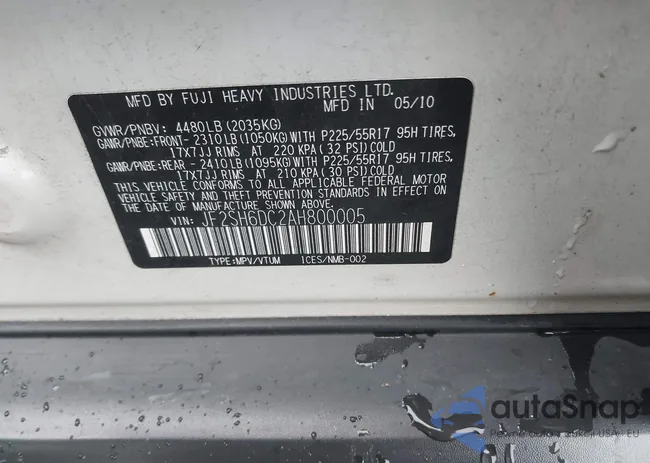 MFD BY FUJI HEAVY INDUSTRIES LTD.
MFD IN 05/10
GVWR/PNBV: 4480LB (2035KG)
GAWR/PNBE: FRONT- 2310LB (1050KG) WITH P225/55R17 95H TIRES,
17X7JJ RIMS AT 220 KPA (32 PSI) COLD
GAWR/PNBE: REAR - 2410LB (1095KG) WITH P225/55R17 95H TIRES,
17X7JJ RIMS AT 210 KPA (30 PSI) COLD
THIS VEHICLE CONFORMS TO ALL APPLICABLE FEDERAL MOTOR
VEHICLE SAFETY AND THEFT PREVENTION STANDARDS IN EFFECT ON
THE DATE OF MANUFACTURE SHOWN ABOVE.
VIN: JF2SH6DC2AH800005
TYPE:MPV/VTUM ICES/NMB-002
autoSnap